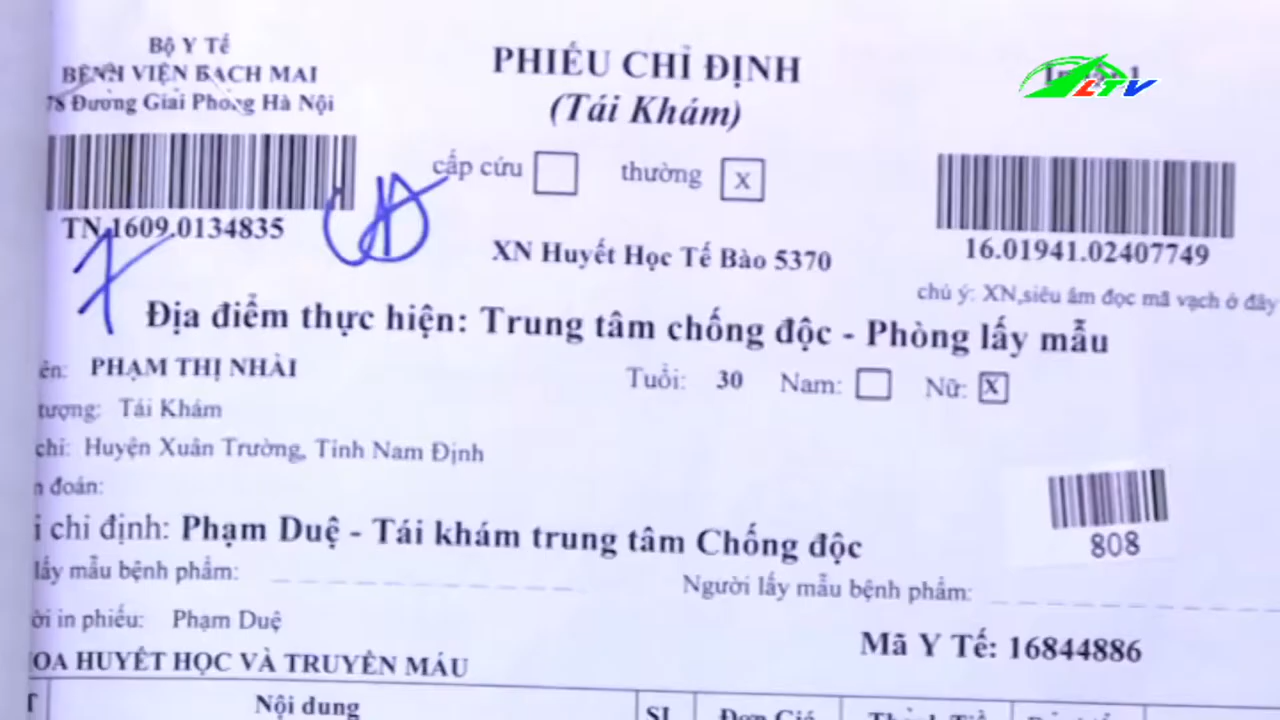 Bộ Y Tế
BỆNH VIỆN BẠCH MAI
78 Đường Giải Phóng Hà Nội
PHIẾU CHỈ ĐỊNH
(Tái Khám)
LTV
cấp cứu thường X
TN.1609.0134835
XN Huyết Học Tế Bào 5370
16.01941.02407749
chú ý: XN,siêu âm đọc mã vạch ở đây
Địa điểm thực hiện: Trung tâm chống độc - Phòng lấy mẫu
ên: PHẠM THỊ NHÀI Tuổi: 30 Nam: Nữ: X
tượng: Tái Khám
chỉ: Huyện Xuân Trường, Tỉnh Nam Định
n đoán:
i chỉ định: Phạm Duệ - Tái khám trung tâm Chống độc
808
lấy mẫu bệnh phẩm: Người lấy mẫu bệnh phẩm:
ời in phiếu: Phạm Duệ
Mã Y Tế: 16844886
OA HUYẾT HỌC VÀ TRUYỀN MÁU
T Nội dung SL Đơn Giá